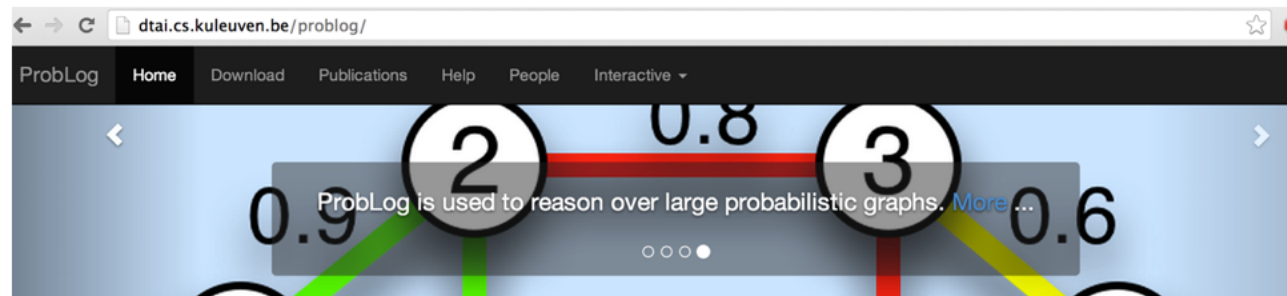 dtai.cs.kuleuven.be/problog/
ProbLog Home Download Publications Help People Interactive
2 0.8 3
0.9 ProbLog is used to reason over large probabilistic graphs. More ... 0.6